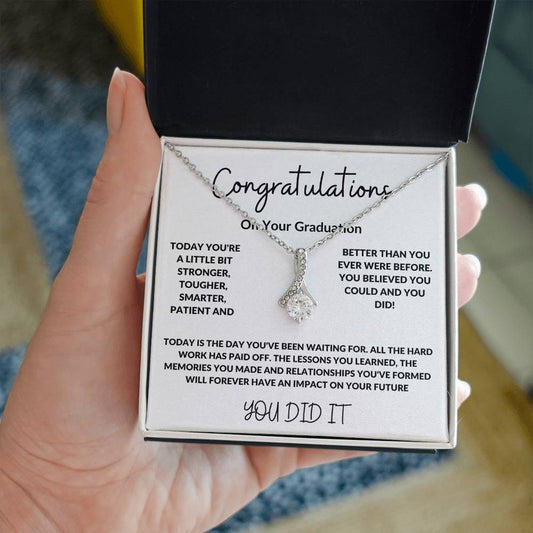 Congratulations
On Your Graduation
TODAY YOU'RE
A LITTLE BIT
STRONGER,
TOUGHER,
SMARTER,
PATIENT AND
BETTER THAN YOU
EVER WERE BEFORE.
YOU BELIEVED YOU
COULD AND YOU
DID!
TODAY IS THE DAY YOU'VE BEEN WAITING FOR. ALL THE HARD
WORK HAS PAID OFF. THE LESSONS YOU LEARNED, THE
MEMORIES YOU MADE AND RELATIONSHIPS YOU'VE FORMED
WILL FOREVER HAVE AN IMPACT ON YOUR FUTURE
YOU DID IT